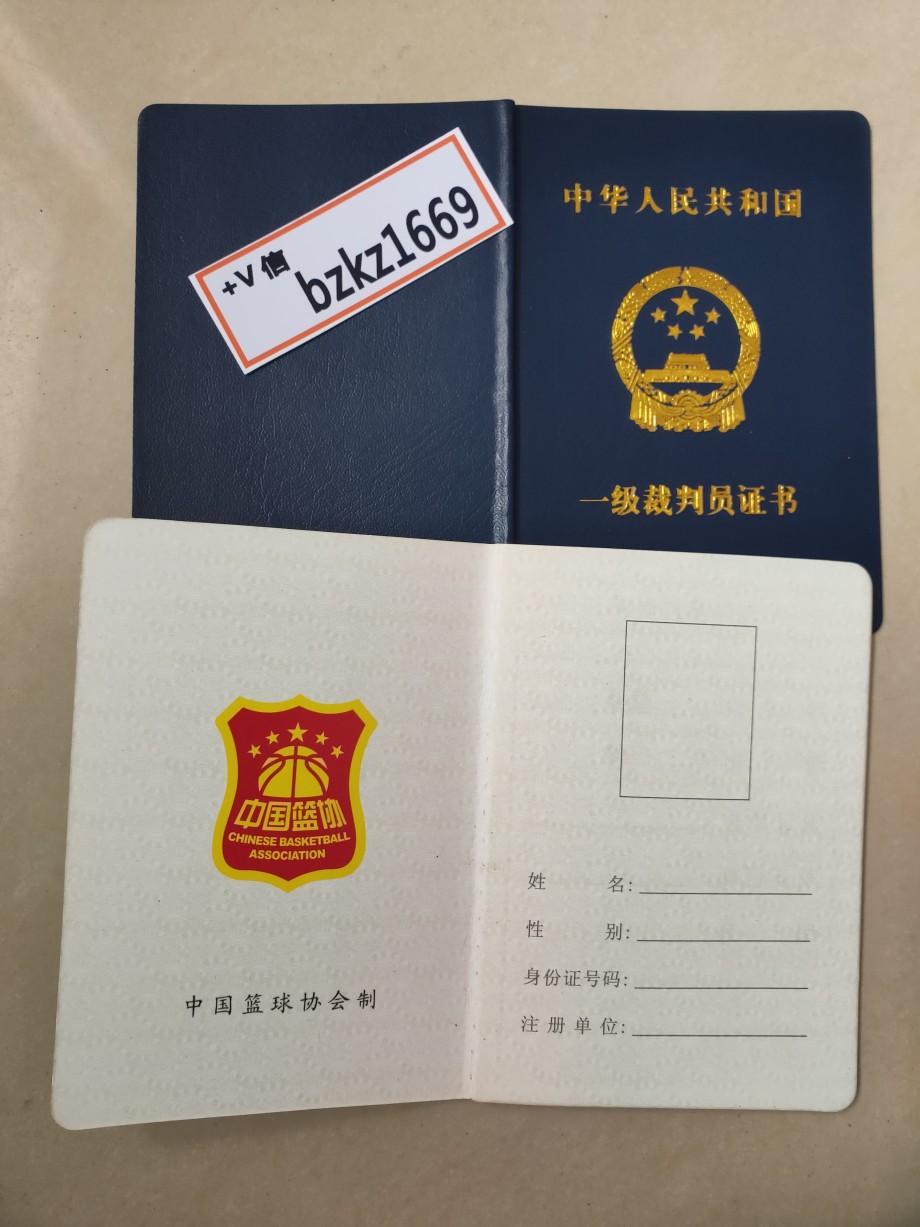 中华人民共和国
+V信
bzkz1669
一级裁判员证书
中国篮协
CHINESE BASKETBALL
ASSOCIATION
中国篮球协会制
姓 名:
性 别:
身份证号码:
注册单位: